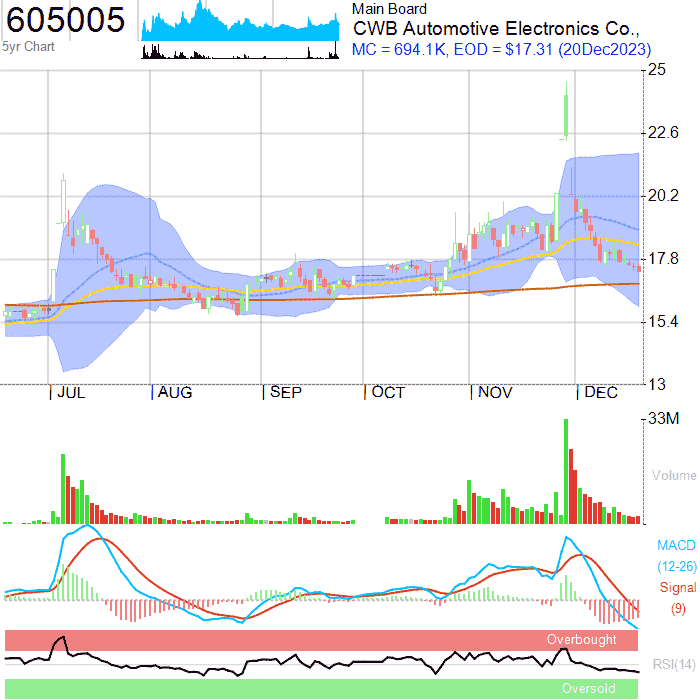 605005
5yr Chart
Main Board
CWB Automotive Electronics Co.,
MC = 694.1K, EOD = $17.31 (20Dec2023)
25
22.6
20.2
17.8
15.4
13
JUL AUG SEP OCT NOV DEC
33M
Volume
MACD
(12-26)
Signal
(9)
Overbought
RSI(14)
Oversold